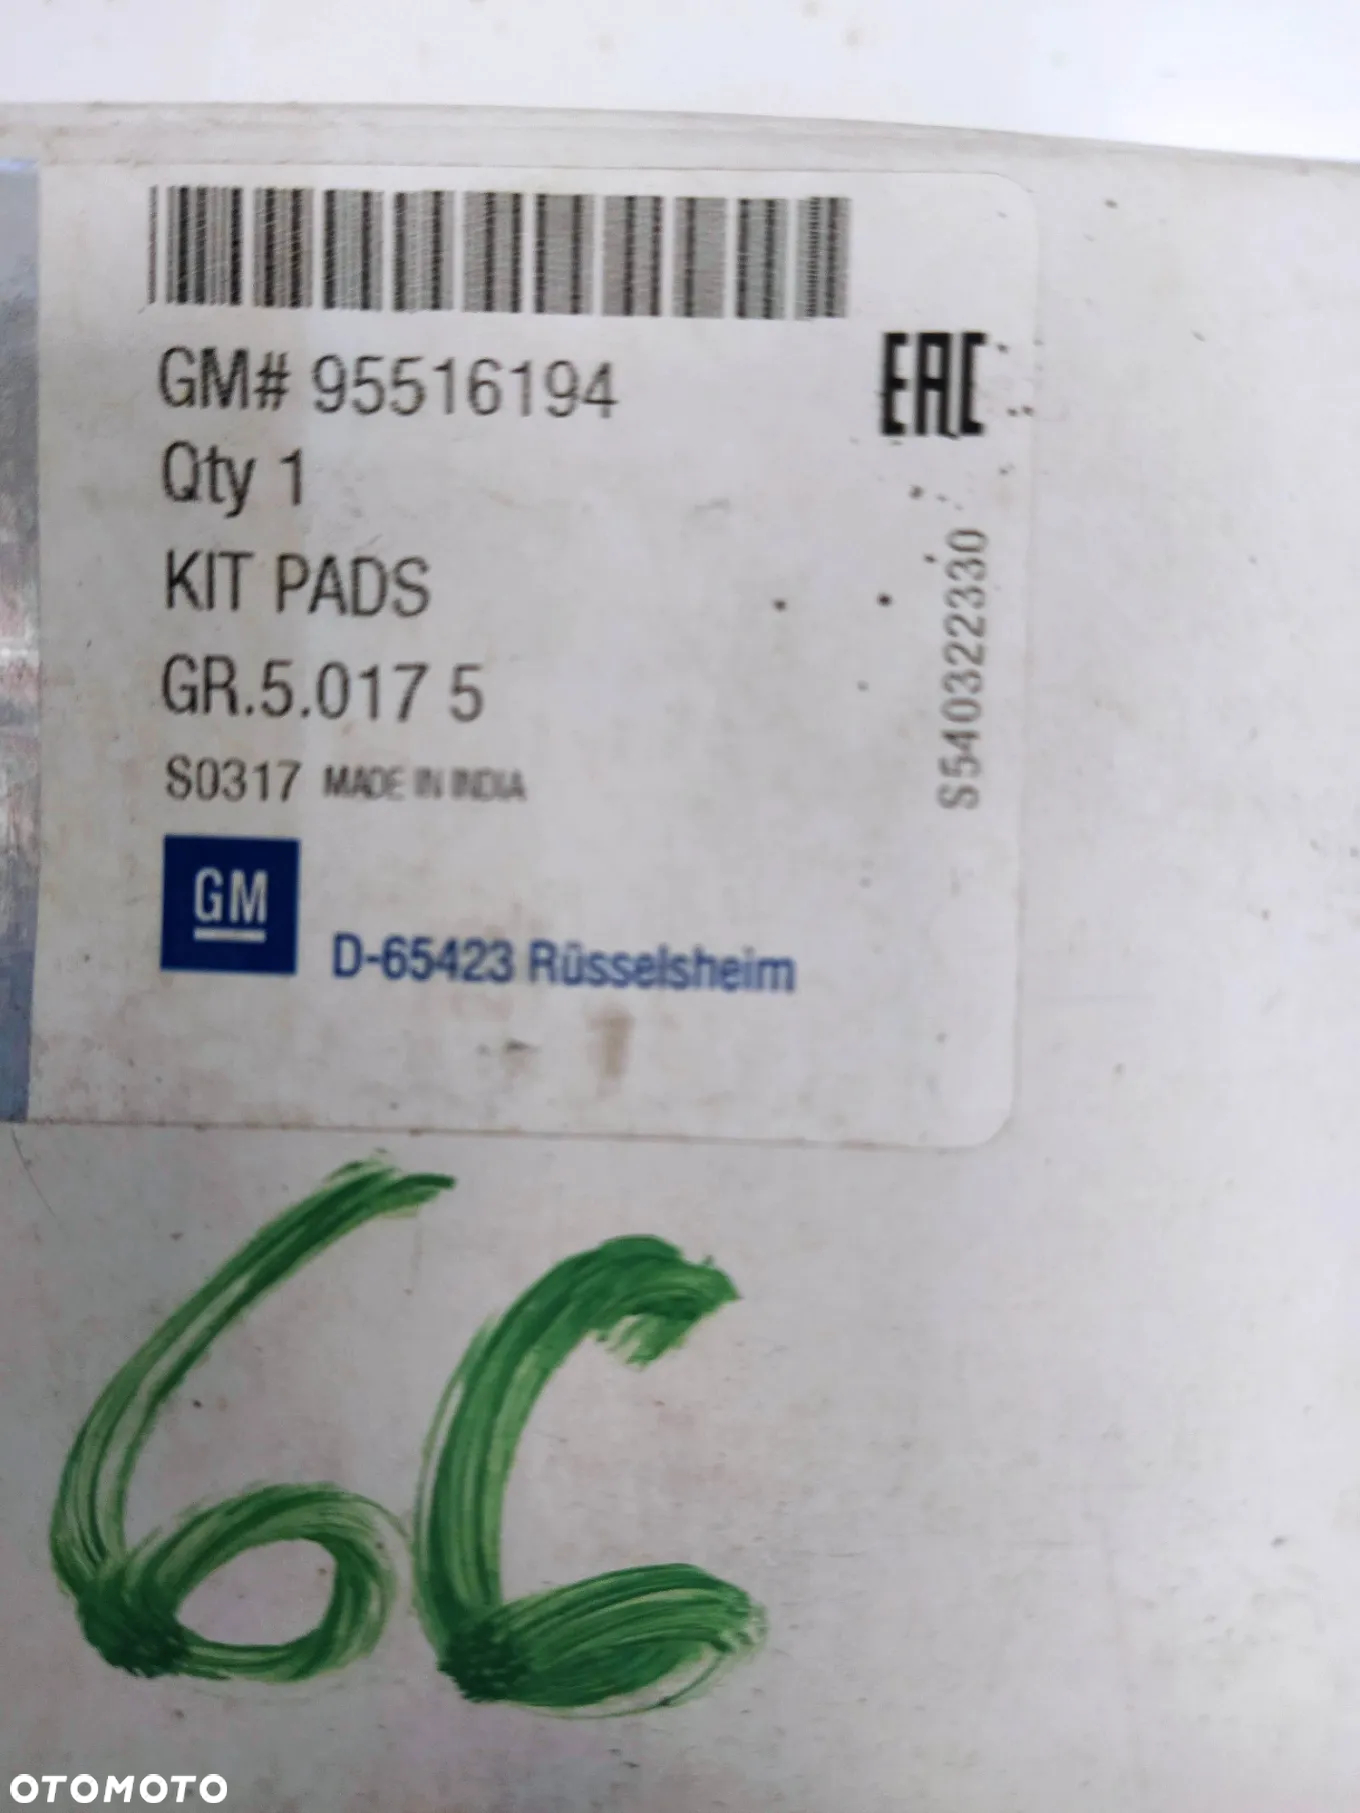 GM# 95516194
EAC
Qty 1
KIT PADS
GR.5.017 5
S0317 MADE IN INDIA
S540322330
GM
D-65423 Rüsselsheim
6C
OTOMOTO